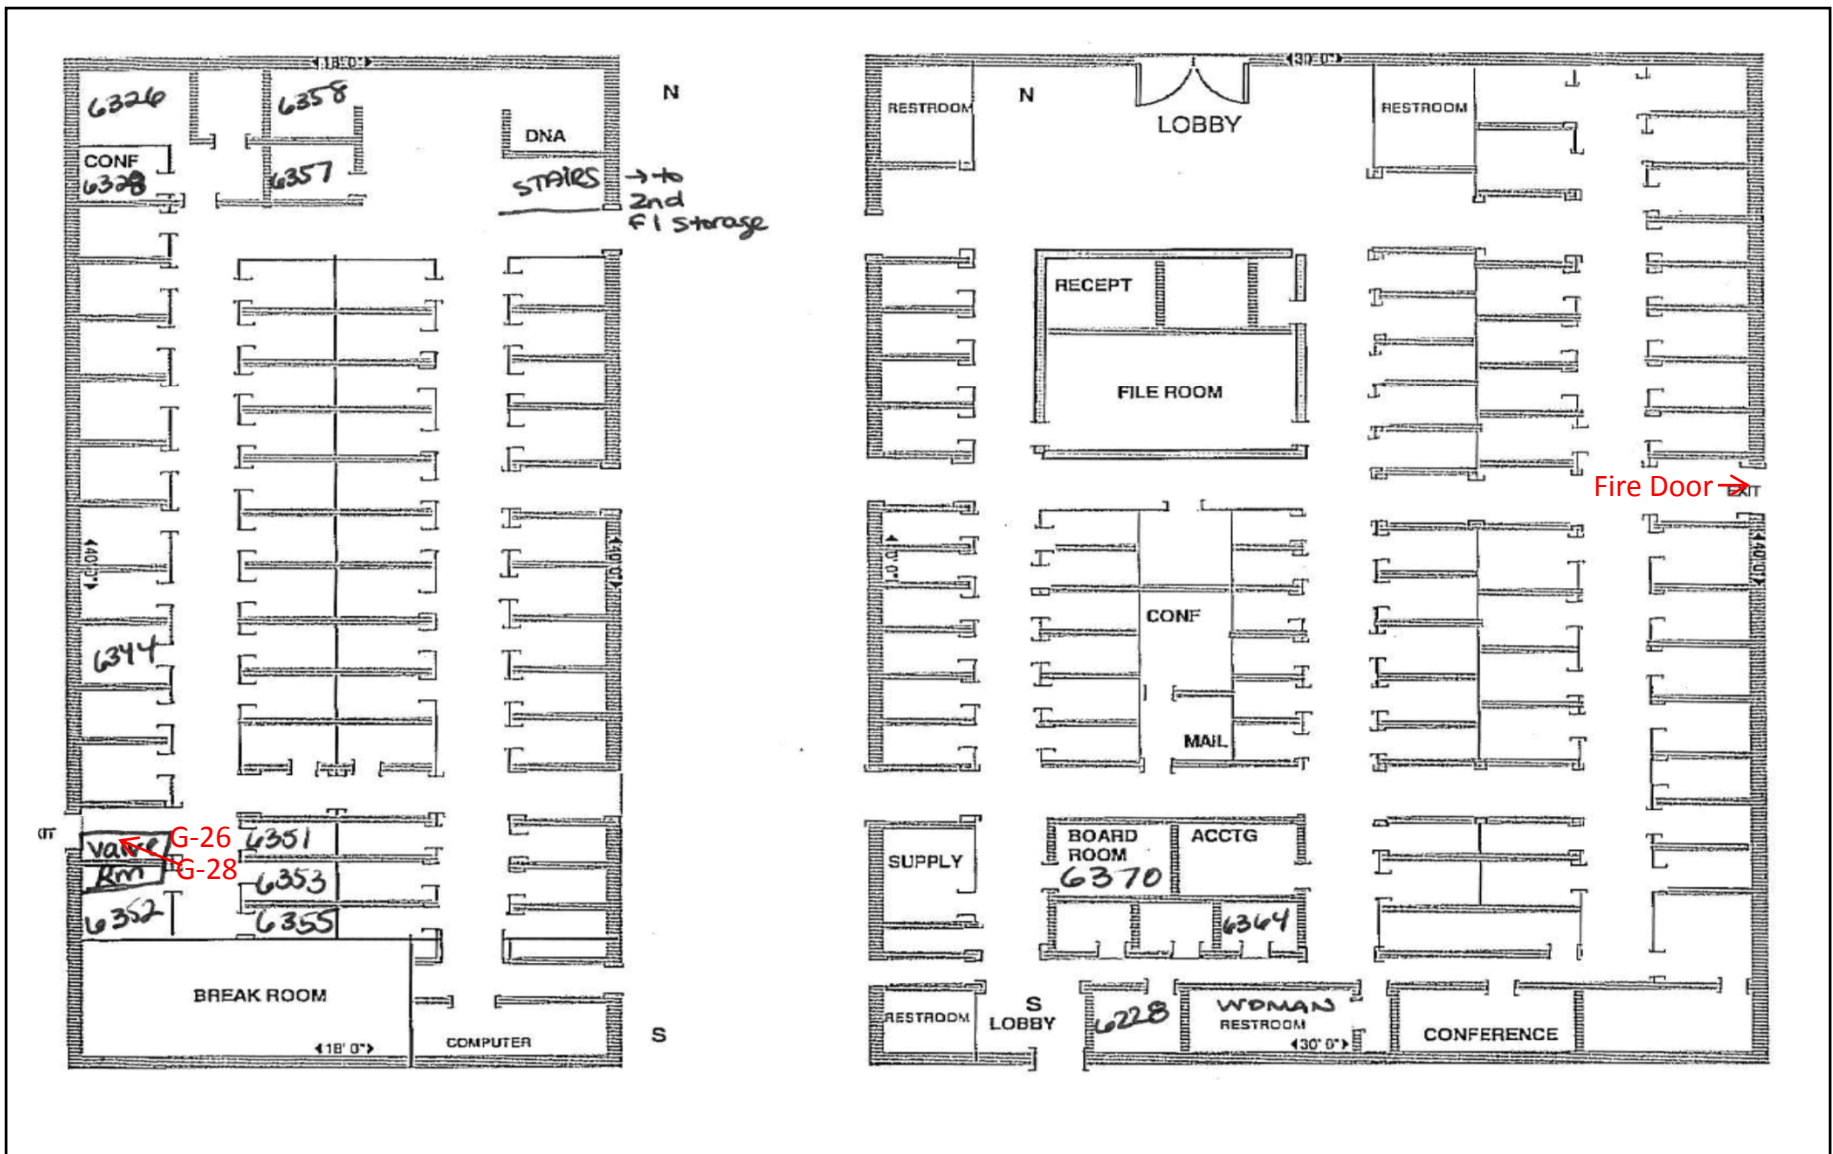 18'0"
6326
6358
N
DNA
CONF
6328
6357
STAIRS
→ to
2nd
Fl Storage
40'0"
40'0"
6344
XIT
Valve
Rm
G-26
G-28
6351
6353
6352
6355
BREAK ROOM
18' 0"
COMPUTER
S
30'0"
RESTROOM
N
LOBBY
RESTROOM
RECEPT
FILE ROOM
Fire Door
EXIT
40'0"
CONF
MAIL
SUPPLY
BOARD
ROOM
6370
ACCTG
6364
RESTROOM
S
LOBBY
6228
WOMAN
RESTROOM
30' 0"
CONFERENCE